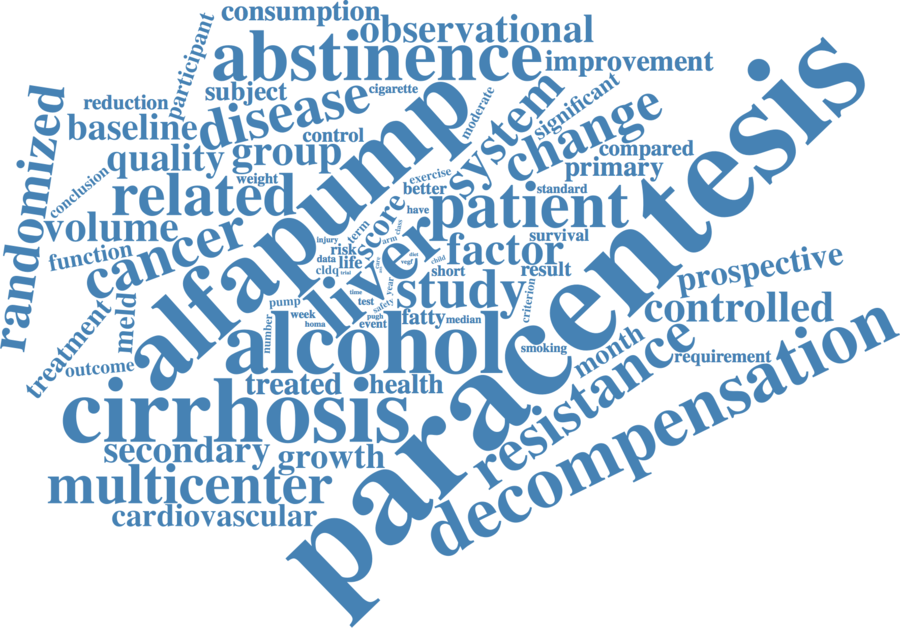 consumption
observational
participant
abstinence
improvement
cigarette
subject
reduction
randomized
baseline
disease
control
moderate
system
significant
change
compared
primary
quality
group
conclusion
weight
exercise
better
standard
related
alfapump
have
patient
paracentesis
volume
function
cancer
term
score
class
arm
injury
risk
data
life
cldq
trial
liver
diet
vegf
child
factor
survival
short
result
prospective
study
criterion
controlled
treatment
meld
pump
time
test
year
safety
pugh
week
homa
event
fatty
median
number
alcohol
outcome
smoking
month
requirement
treated
health
cirrhosis
resistance
decompensation
secondary
growth
multicenter
cardiovascular